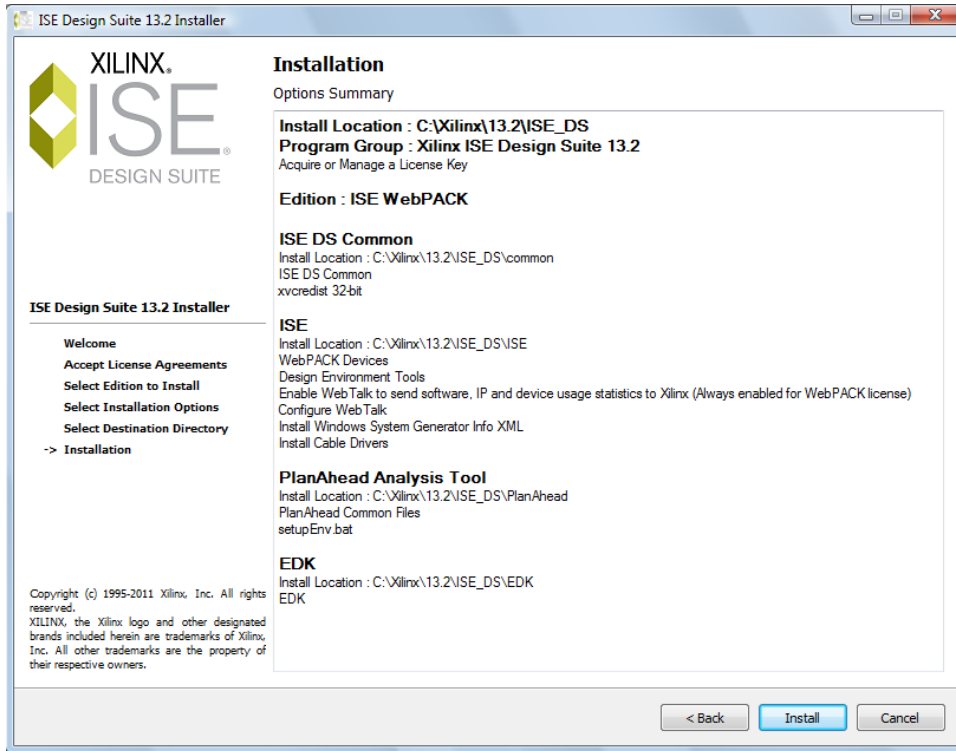 ISE Design Suite 13.2 Installer
XILINX®
ISE®
DESIGN SUITE
ISE Design Suite 13.2 Installer
Welcome
Accept License Agreements
Select Edition to Install
Select Installation Options
Select Destination Directory
-> Installation
Copyright (c) 1995-2011 Xilinx, Inc. All rights
reserved.
XILINX, the Xilinx logo and other designated
brands included herein are trademarks of Xilinx,
Inc. All other trademarks are the property of
their respective owners.
Installation
Options Summary
Install Location : C:\Xilinx\13.2\ISE_DS
Program Group : Xilinx ISE Design Suite 13.2
Acquire or Manage a License Key
Edition : ISE WebPACK
ISE DS Common
Install Location : C:\Xilinx\13.2\ISE_DS\common
ISE DS Common
xvcredist 32-bit
ISE
Install Location : C:\Xilinx\13.2\ISE_DS\ISE
WebPACK Devices
Design Environment Tools
Enable WebTalk to send software, IP and device usage statistics to Xilinx (Always enabled for WebPACK license)
Configure WebTalk
Install Windows System Generator Info XML
Install Cable Drivers
PlanAhead Analysis Tool
Install Location : C:\Xilinx\13.2\ISE_DS\PlanAhead
PlanAhead Common Files
setupEnv.bat
EDK
Install Location : C:\Xilinx\13.2\ISE_DS\EDK
EDK
< Back
Install
Cancel